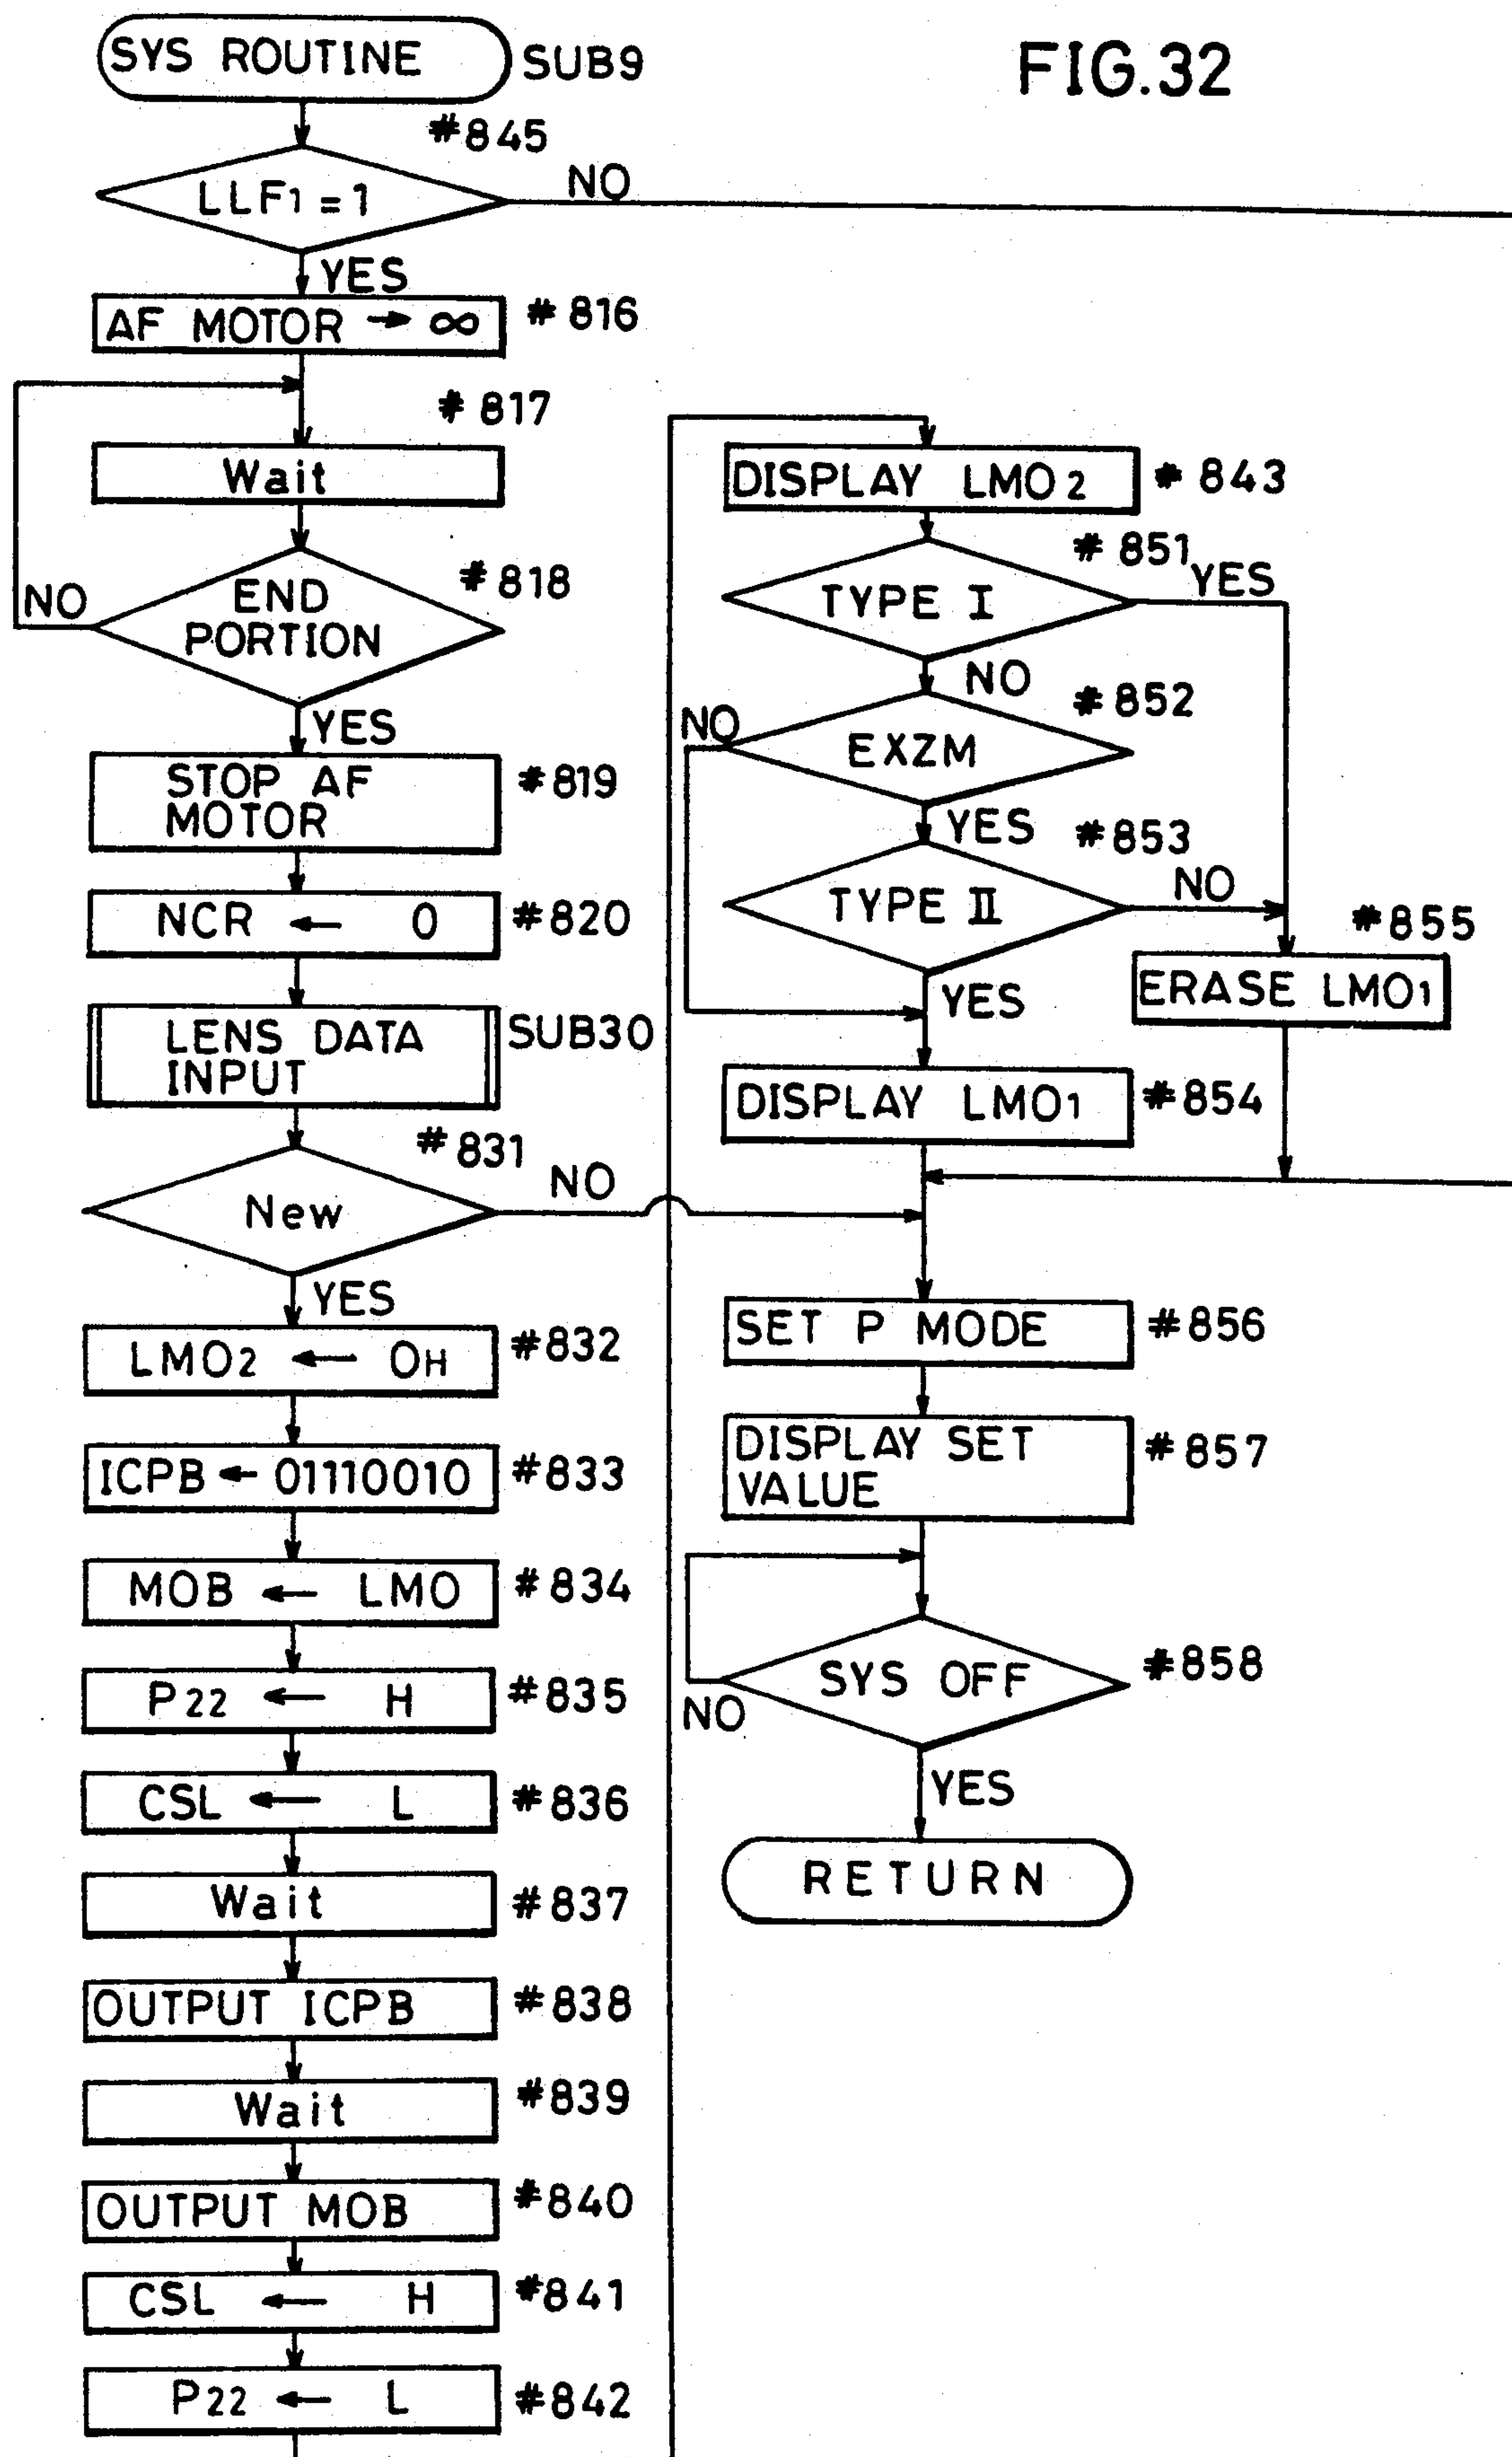 FIG.32
SYS ROUTINE SUB9
#845
LLF1 = 1 NO
YES
AF MOTOR → ∞ #816
#817
Wait
#818
END
PORTION
NO
YES
STOP AF
MOTOR
#819
NCR ← 0 #820
LENS DATA
INPUT
SUB30
#831
New NO
YES
LMO2 ← 0H #832
ICPB ← 01110010 #833
MOB ← LMO #834
P22 ← H #835
CSL ← L #836
Wait #837
OUTPUT ICPB #838
Wait #839
OUTPUT MOB #840
CSL ← H #841
P22 ← L #842
DISPLAY LMO2 #843
#851
TYPE I YES
NO
#852
NO EXZM
YES
#853
TYPE II NO
YES
#855
ERASE LMO1
DISPLAY LMO1 #854
SET P MODE #856
DISPLAY SET
VALUE
#857
SYS OFF #858
NO
YES
RETURN